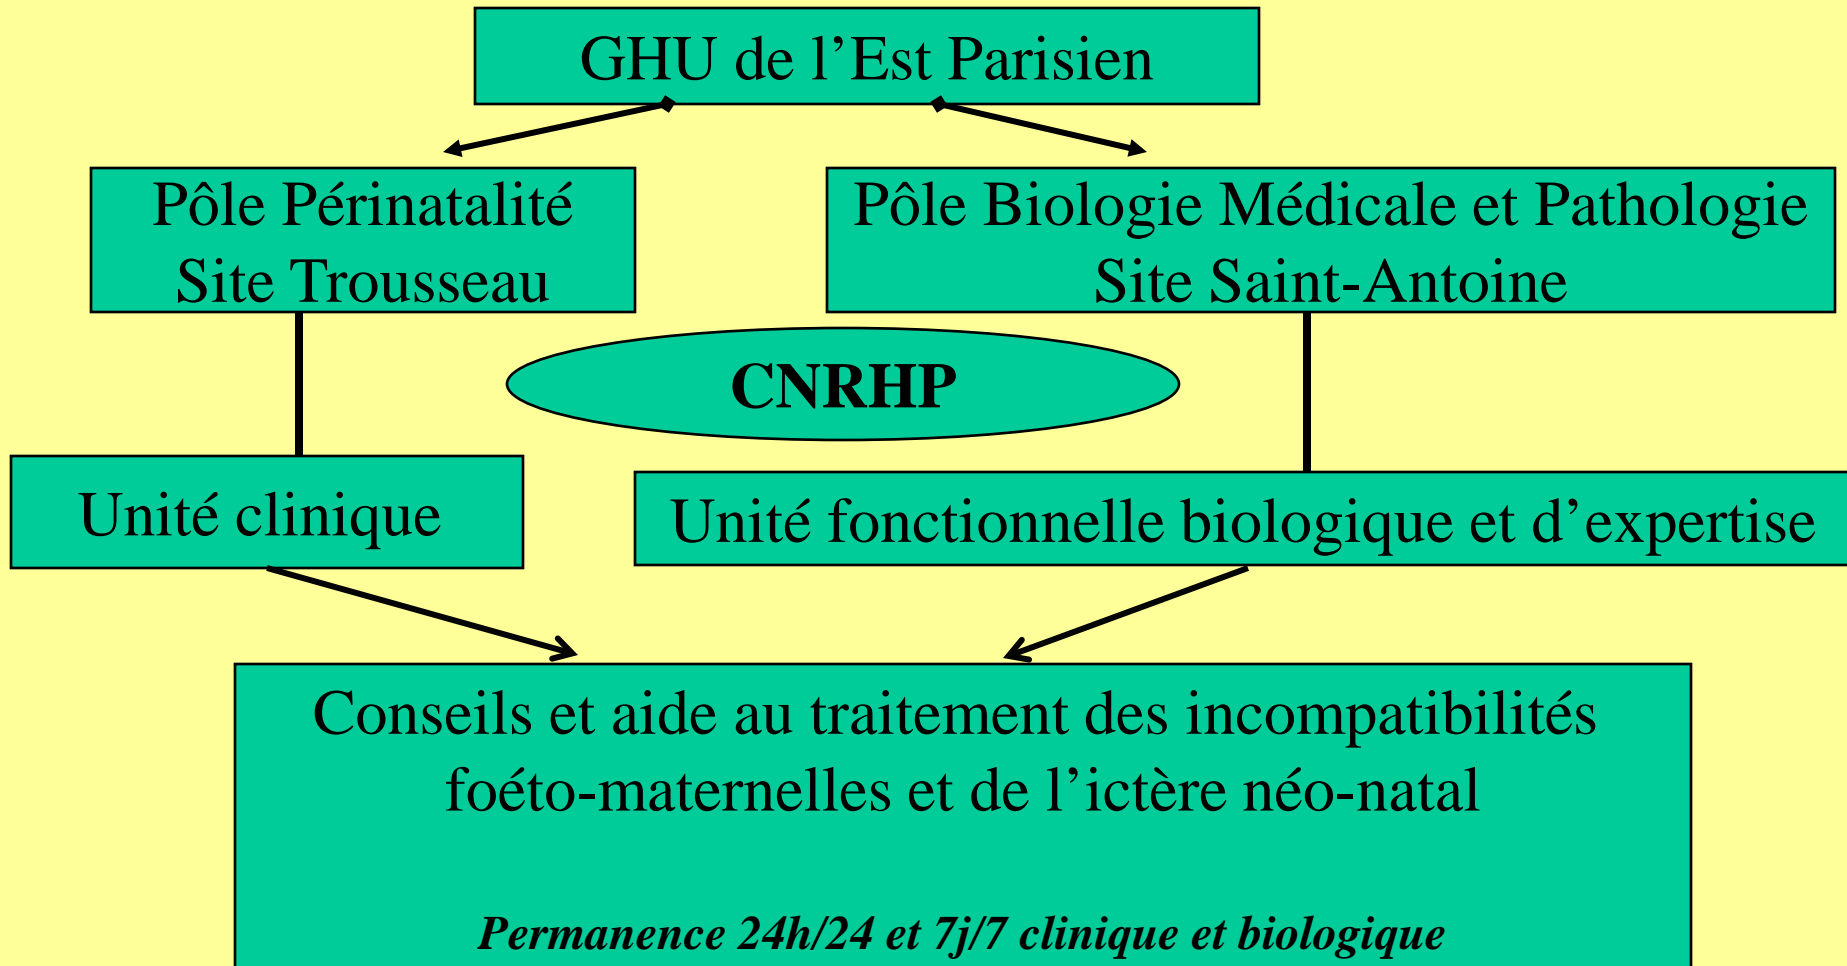 GHU de l’Est Parisien
Pôle Périnatalité
Site Trousseau
Pôle Biologie Médicale et Pathologie
Site Saint-Antoine
CNRHP
Unité clinique
Unité fonctionnelle biologique et d’expertise
Conseils et aide au traitement des incompatibilités
foéto-maternelles et de l’ictère néo-natal
Permanence 24h/24 et 7j/7 clinique et biologique